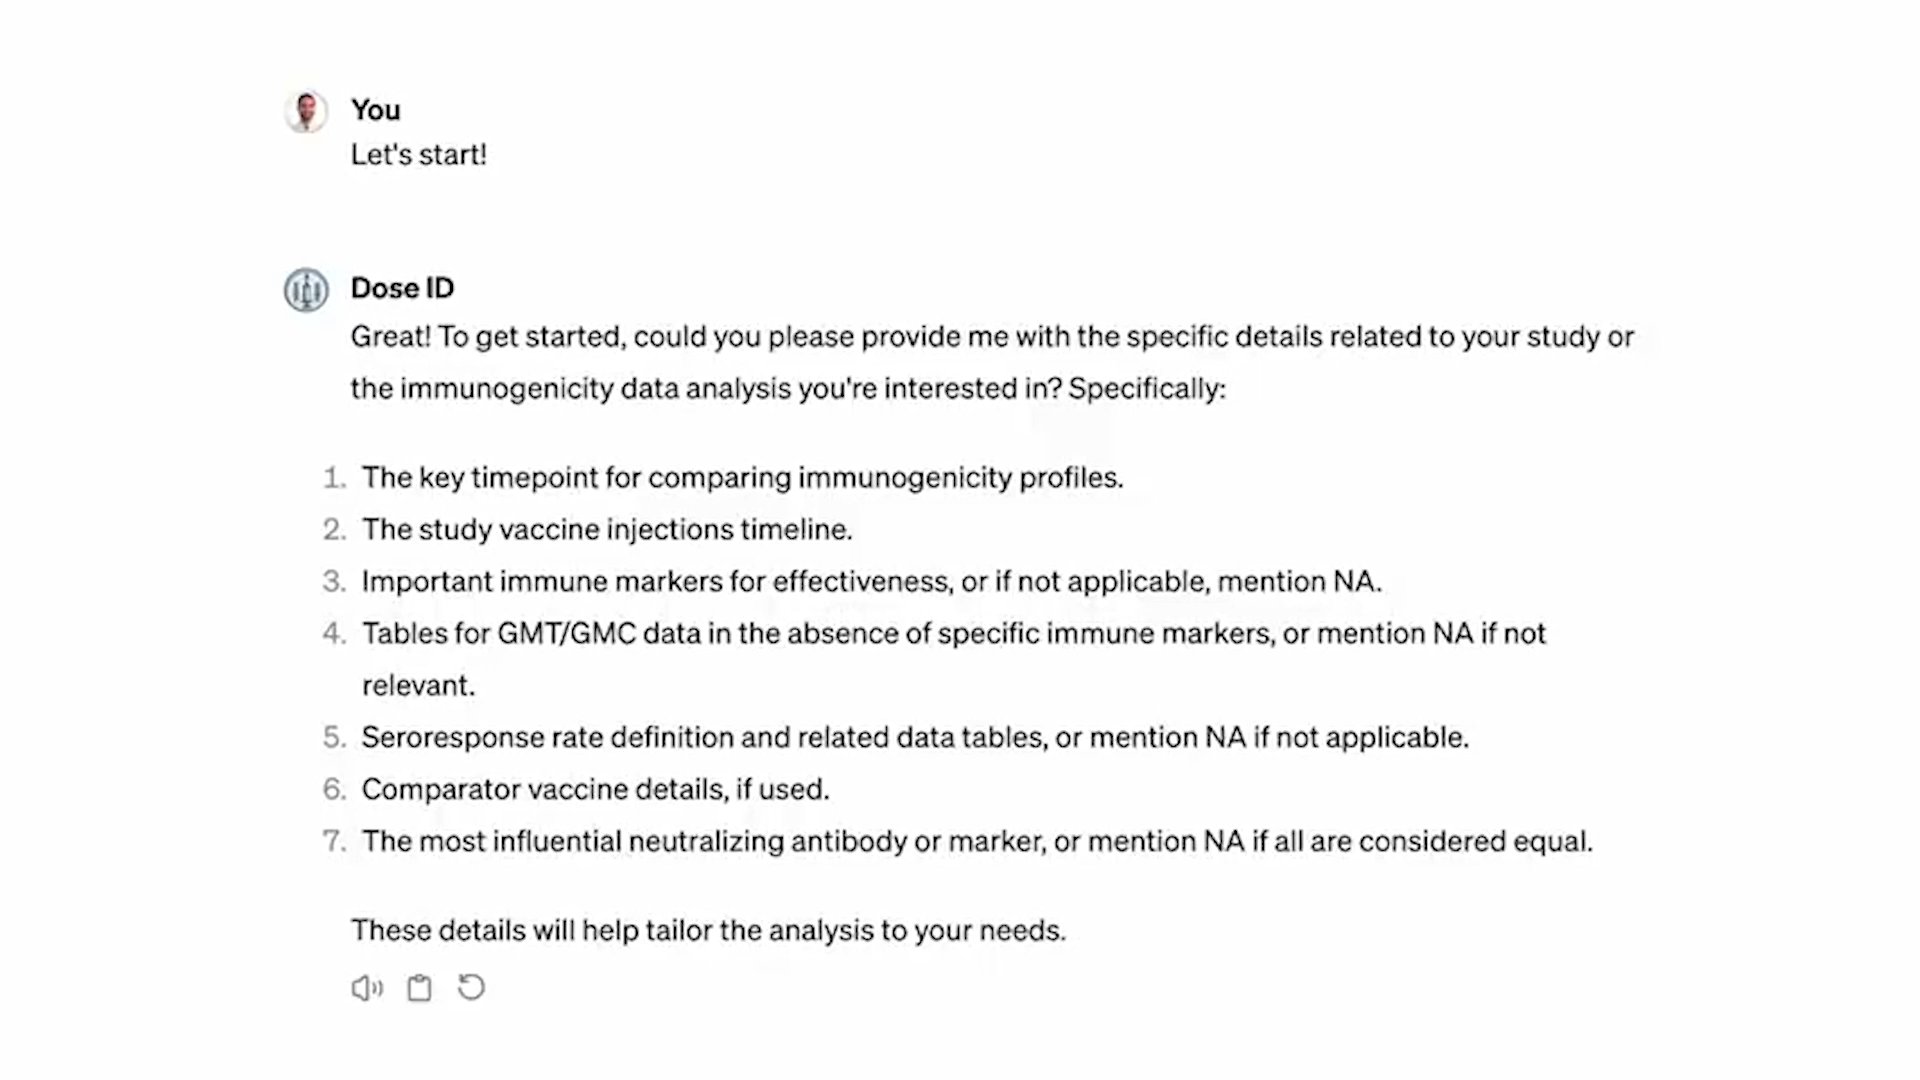 You
Let's start!
Dose ID
Great! To get started, could you please provide me with the specific details related to your study or
the immunogenicity data analysis you're interested in? Specifically:
1. The key timepoint for comparing immunogenicity profiles.
2. The study vaccine injections timeline.
3. Important immune markers for effectiveness, or if not applicable, mention NA.
4. Tables for GMT/GMC data in the absence of specific immune markers, or mention NA if not
relevant.
5. Seroresponse rate definition and related data tables, or mention NA if not applicable.
6. Comparator vaccine details, if used.
7. The most influential neutralizing antibody or marker, or mention NA if all are considered equal.
These details will help tailor the analysis to your needs.